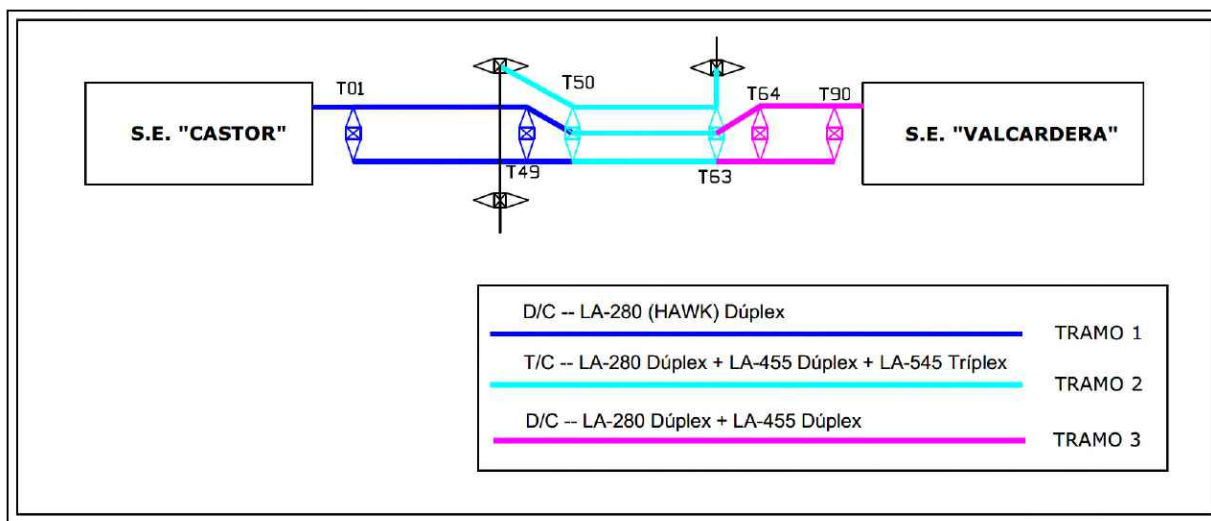 T01
T50
T64
T90
S.E. "CASTOR"
S.E. "VALCARDERA"
T49
T63
D/C -- LA-280 (HAWK) Dúplex
TRAMO 1
T/C -- LA-280 Dúplex + LA-455 Dúplex + LA-545 Tríplex
TRAMO 2
D/C -- LA-280 Dúplex + LA-455 Dúplex
TRAMO 3